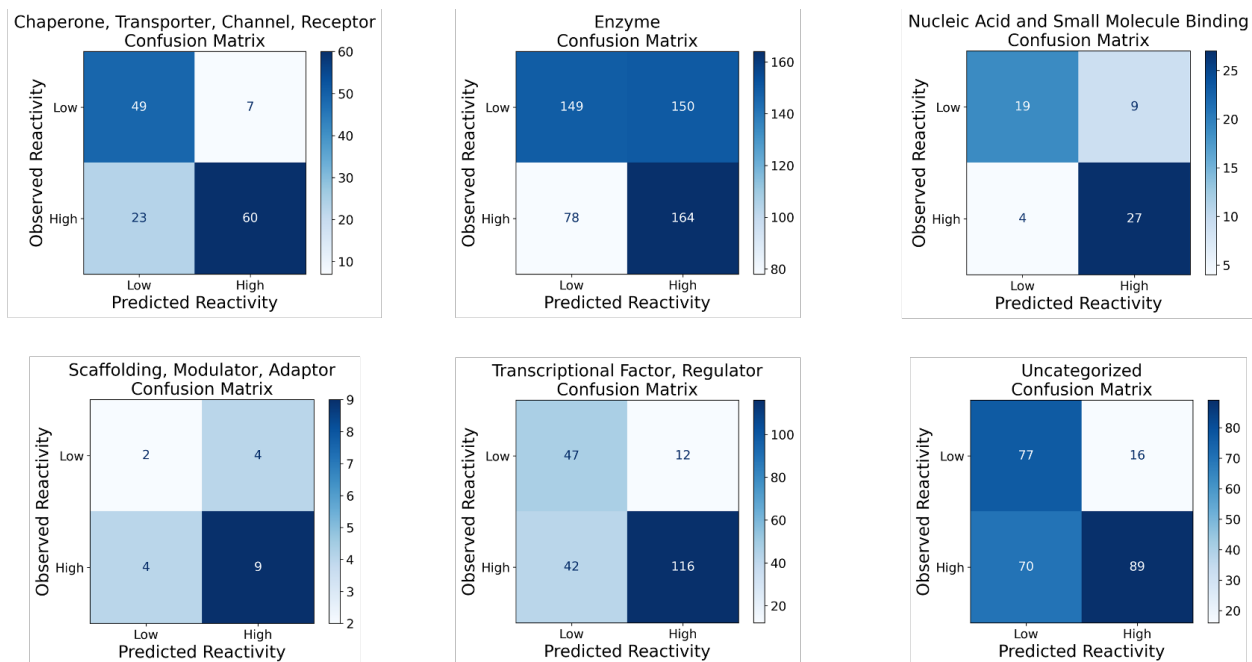 Chaperone, Transporter, Channel, Receptor
Confusion Matrix
Observed Reactivity
Low
High
49
7
23
60
Low
High
Predicted Reactivity
60
50
40
30
20
10
Enzyme
Confusion Matrix
Observed Reactivity
Low
High
149
150
78
164
Low
High
Predicted Reactivity
160
140
120
100
80
Nucleic Acid and Small Molecule Binding
Confusion Matrix
Observed Reactivity
Low
High
19
9
4
27
Low
High
Predicted Reactivity
25
20
15
10
5
Scaffolding, Modulator, Adaptor
Confusion Matrix
Observed Reactivity
Low
High
2
4
4
9
Low
High
Predicted Reactivity
9
8
7
6
5
4
3
2
Transcriptional Factor, Regulator
Confusion Matrix
Observed Reactivity
Low
High
47
12
42
116
Low
High
Predicted Reactivity
100
80
60
40
20
Uncategorized
Confusion Matrix
Observed Reactivity
Low
High
77
16
70
89
Low
High
Predicted Reactivity
80
70
60
50
40
30
20